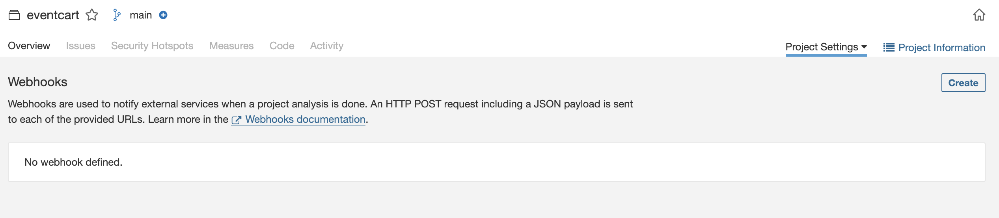 eventcart main
Overview Issues Security Hotspots Measures Code Activity Project Settings Project Information
Webhooks
Create
Webhooks are used to notify external services when a project analysis is done. An HTTP POST request including a JSON payload is sent
to each of the provided URLs. Learn more in the Webhooks documentation.
No webhook defined.